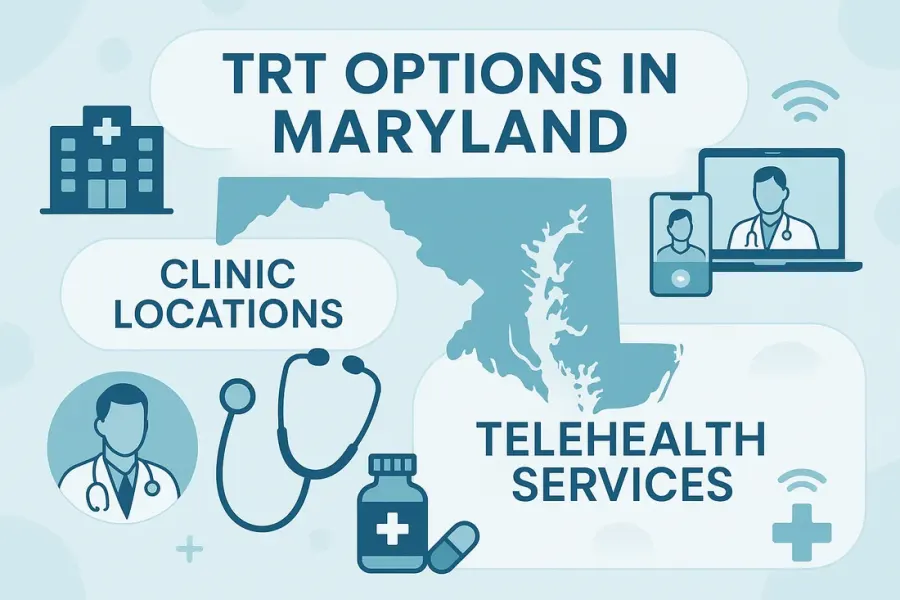 TRT OPTIONS IN
MARYLAND
CLINIC
LOCATIONS
TELEHEALTH
SERVICES